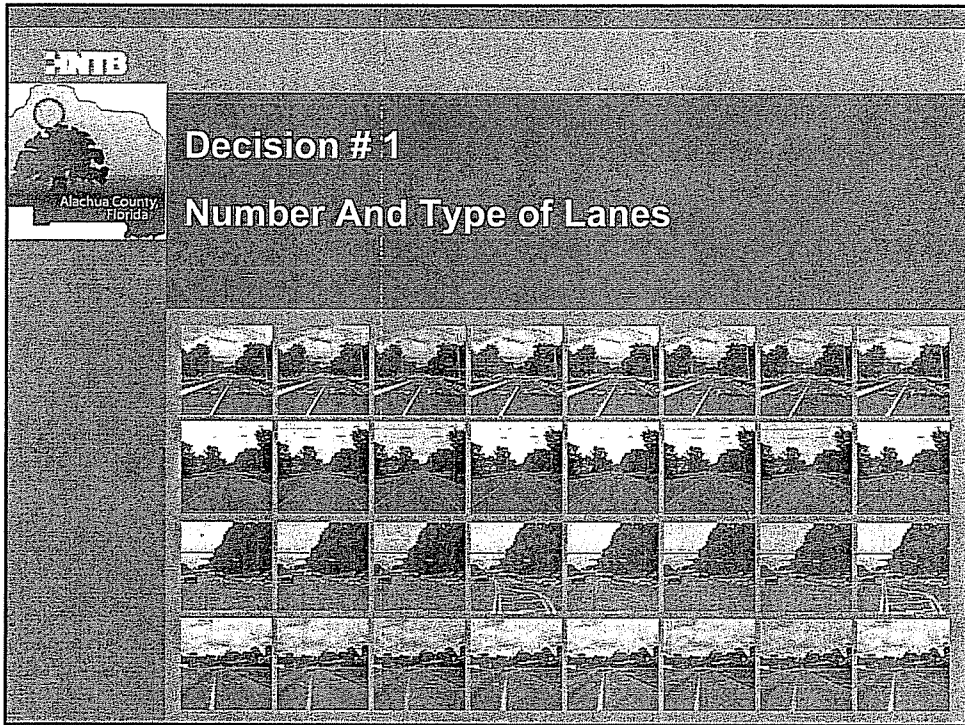 HNTB
Alachua County,
Florida
Decision # 1
Number And Type of Lanes